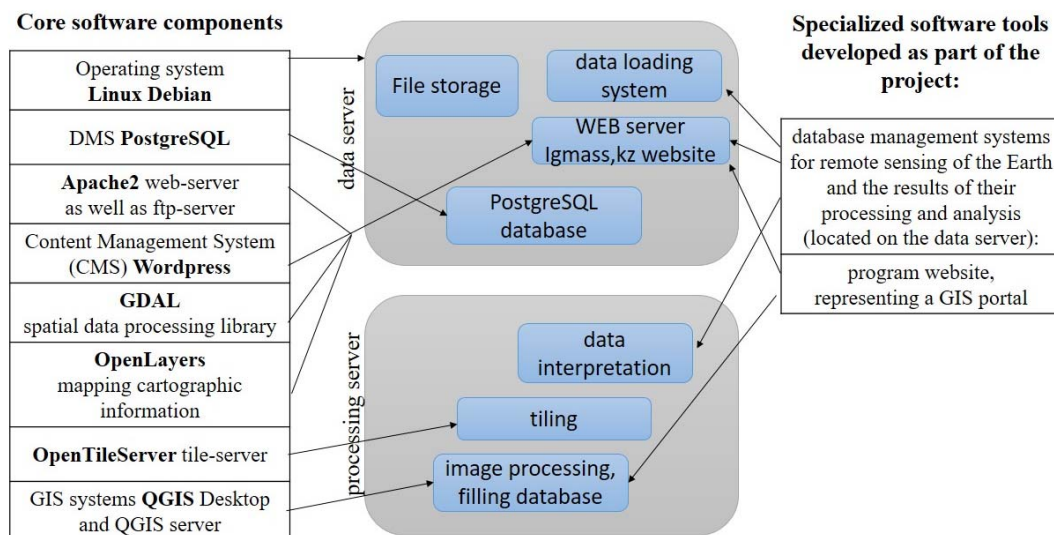 Core software components
Operating system
Linux Debian
DMS PostgreSQL
Apache2 web-server
as well as ftp-server
Content Management System
(CMS) Wordpress
GDAL
spatial data processing library
OpenLayers
mapping cartographic
information
OpenTileServer tile-server
GIS systems QGIS Desktop
and QGIS server
data server
File storage
data loading
system
WEB server
Igmass,kz website
PostgreSQL
database
processing server
data
interpretation
tiling
image processing,
filling database
Specialized software tools
developed as part of the
project:
database management systems
for remote sensing of the Earth
and the results of their
processing and analysis
(located on the data server):
program website,
representing a GIS portal